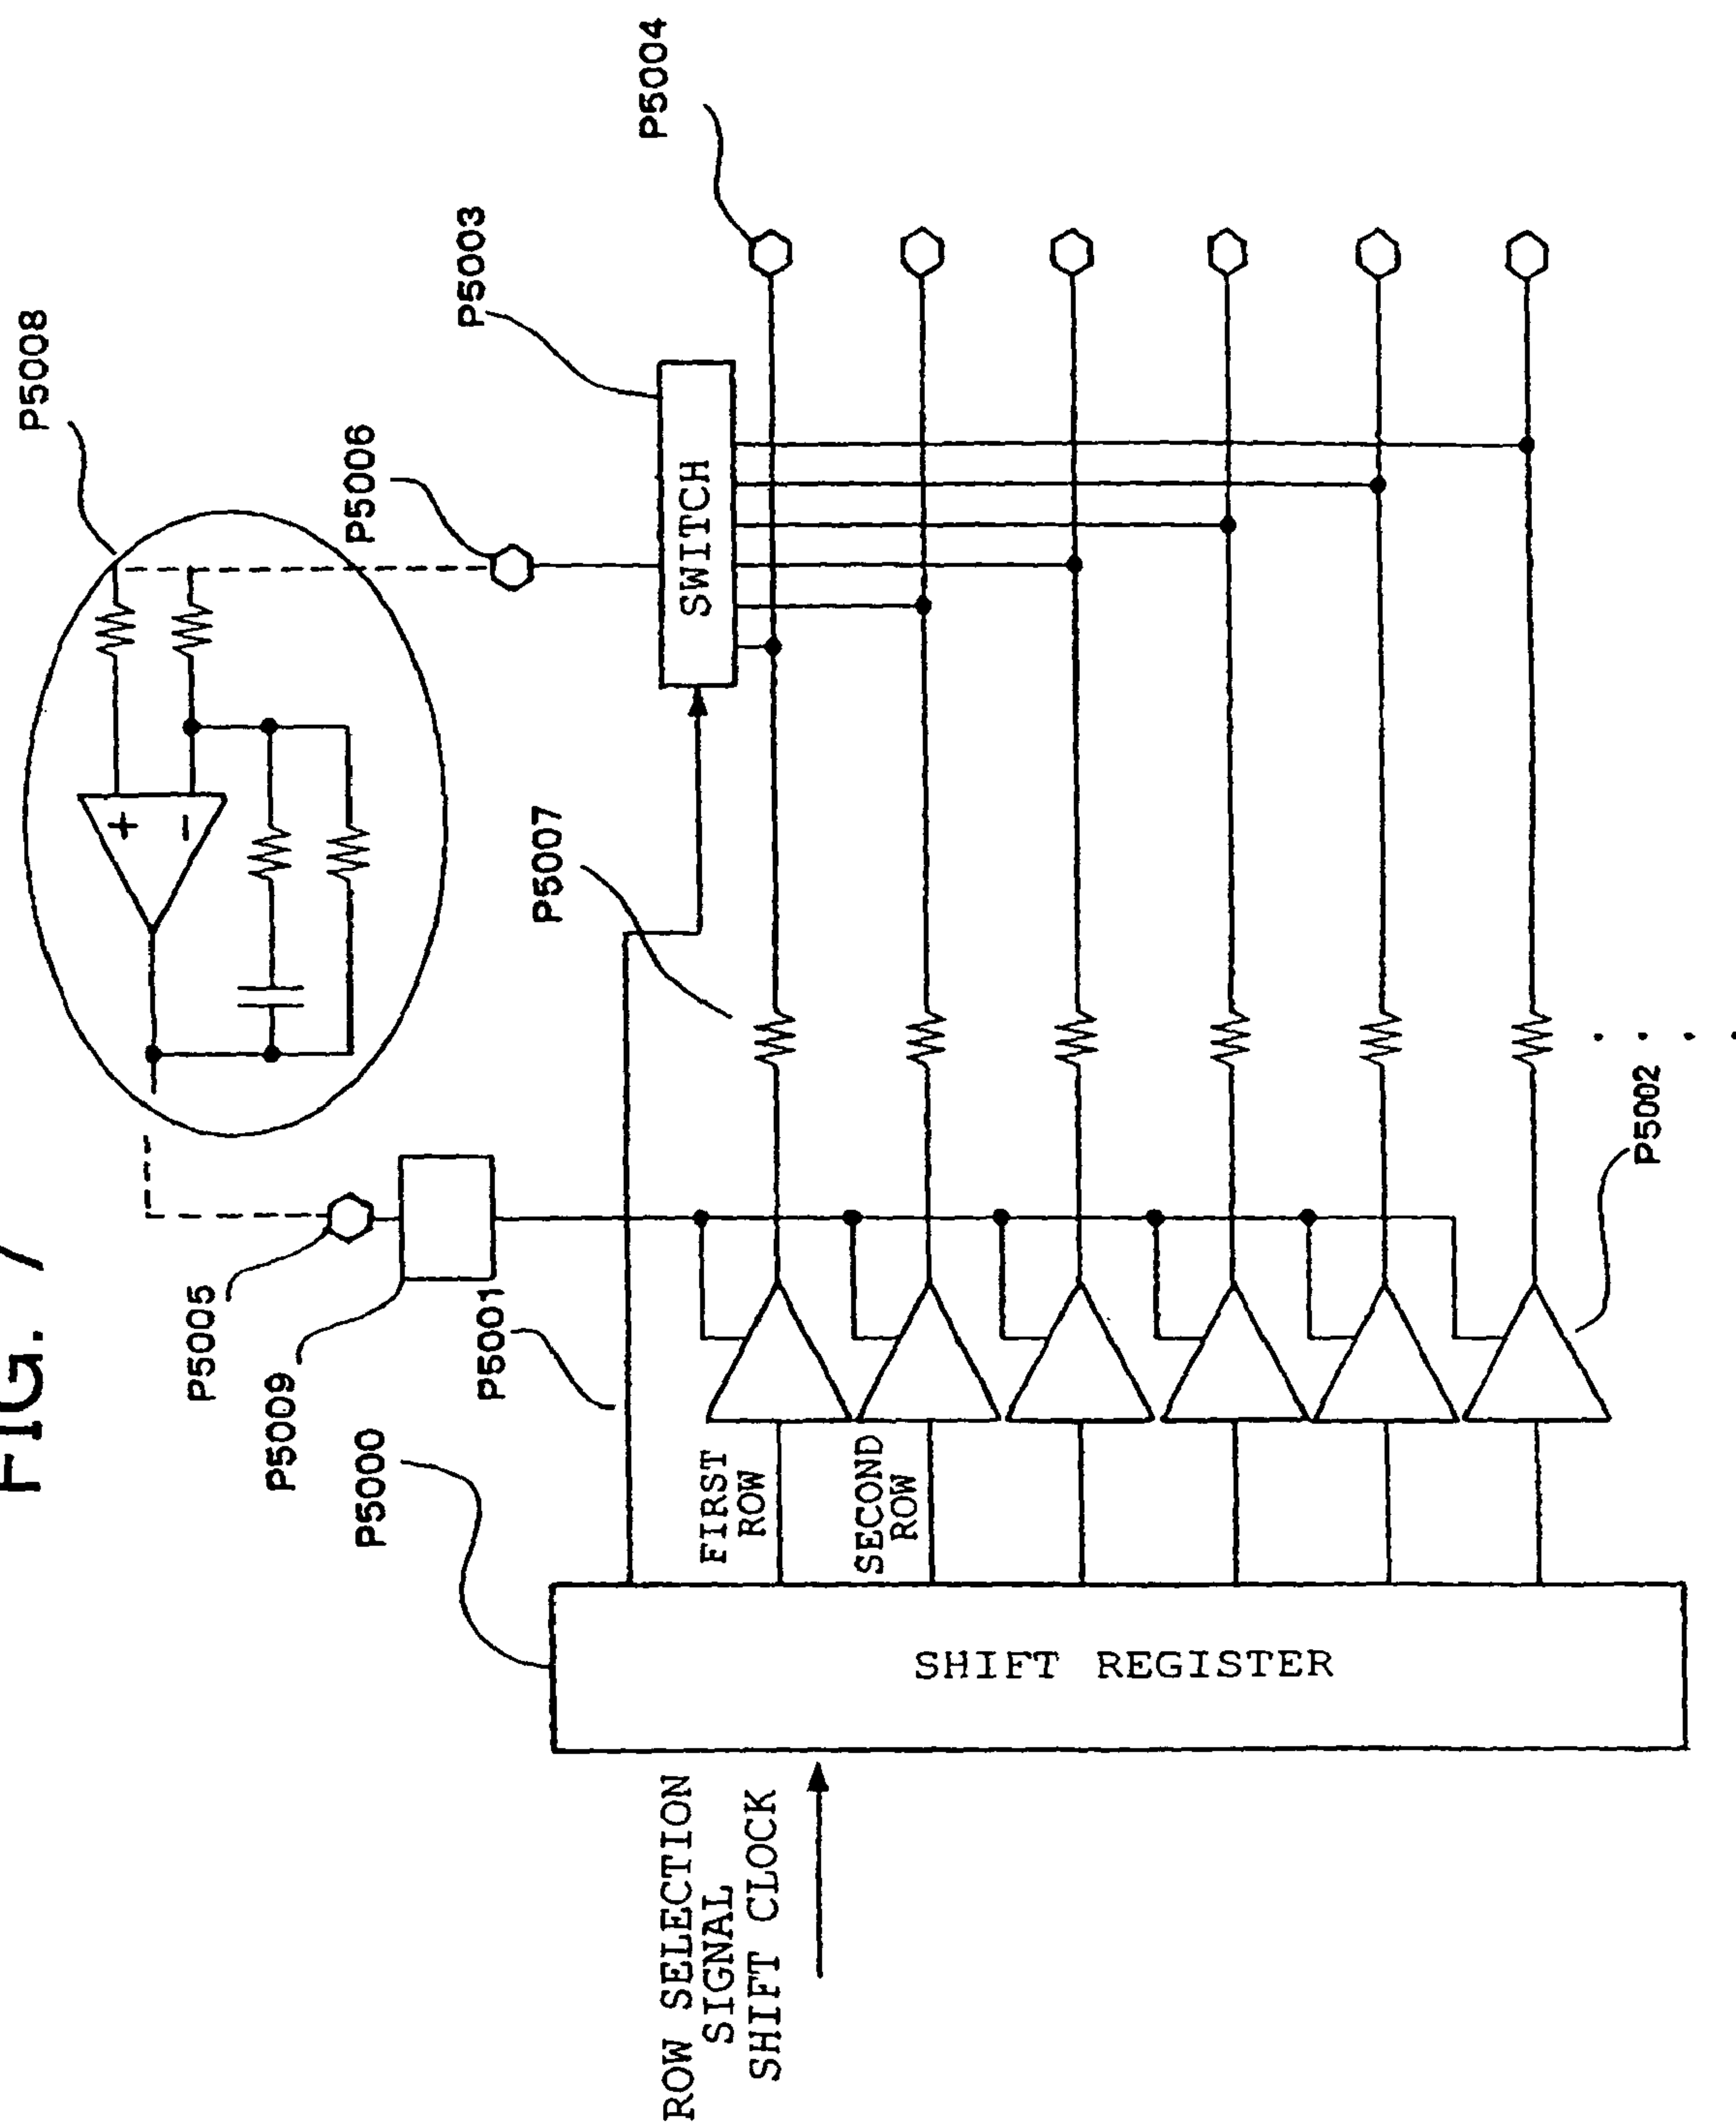 FIG. 7
P5008
P5004
P5003
P5006
SWITCH
P5007
P5005
P5009
P5001
P5000
P5002
FIRST
ROW
SECOND
ROW
SHIFT REGISTER
ROW SELECTION
SIGNAL
SHIFT CLOCK
+
−